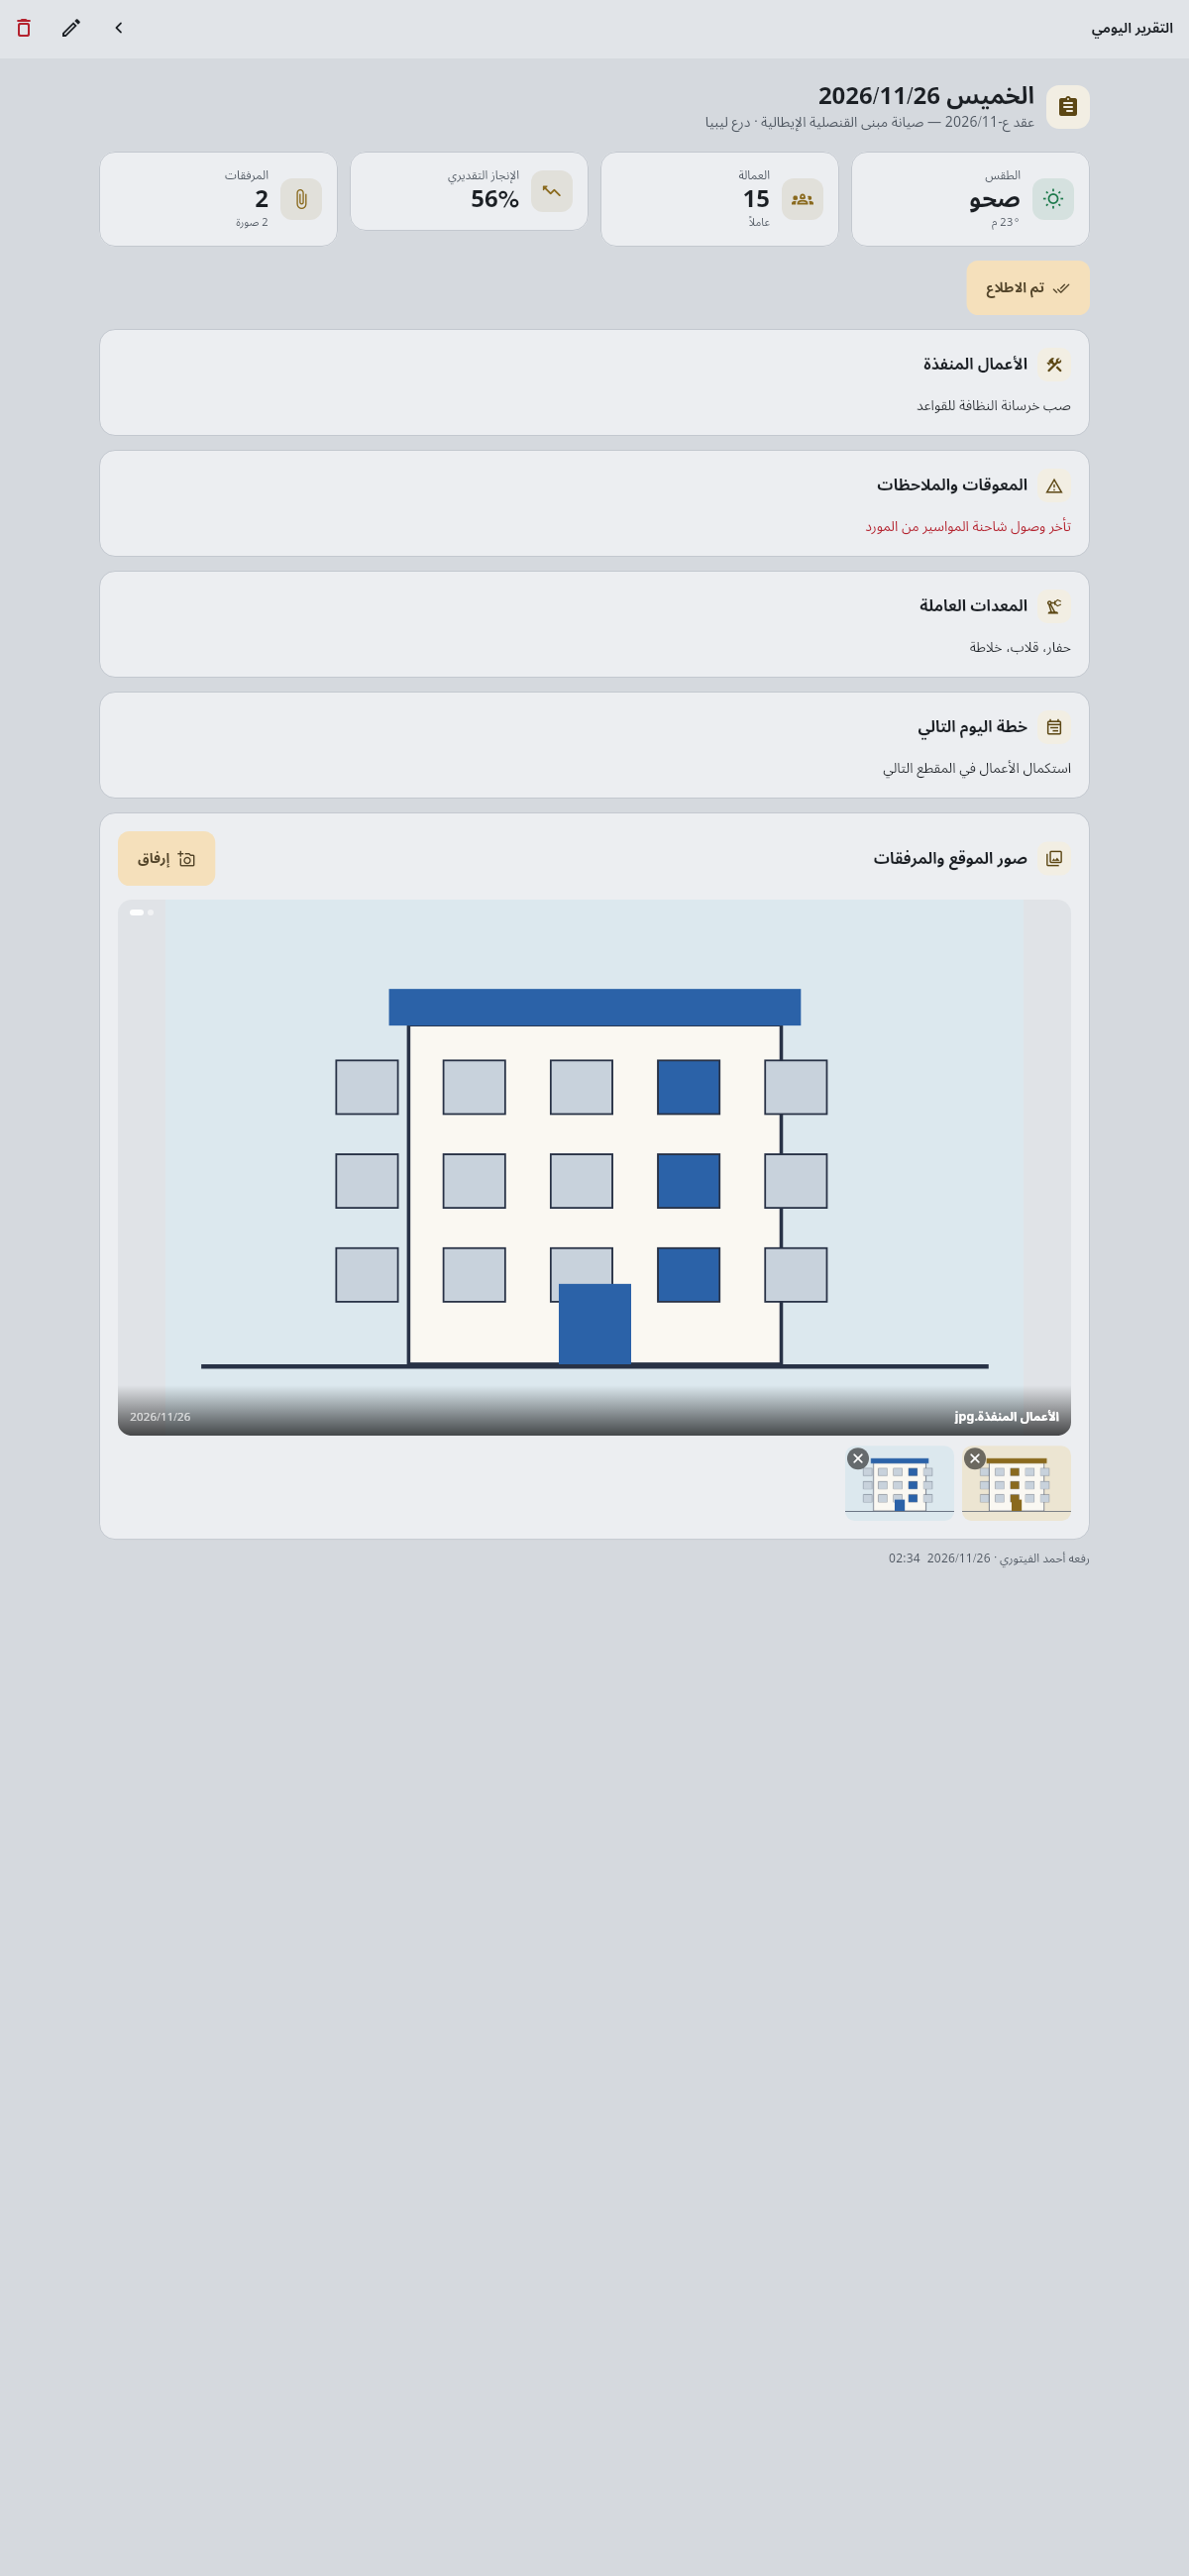 التقرير اليومي
الخميس 2026/11/26
عقد ع-2026/11 — صيانة مبنى القنصلية الإيطالية · درع ليبيا
الطقس
صحو
23° م
العمالة
15
عاملاً
الإنجاز التقديري
56%
المرفقات
2
2 صورة
تم الاطلاع
الأعمال المنفذة
صب خرسانة النظافة للقواعد
المعوقات والملاحظات
تأخر وصول شاحنة المواسير من المورد
المعدات العاملة
حفار، قلاب، خلاطة
خطة اليوم التالي
استكمال الأعمال في المقطع التالي
صور الموقع والمرفقات
إرفاق
الأعمال المنفذة.jpg
2026/11/26
رفعه أحمد الفيتوري · 2026/11/26 02:34